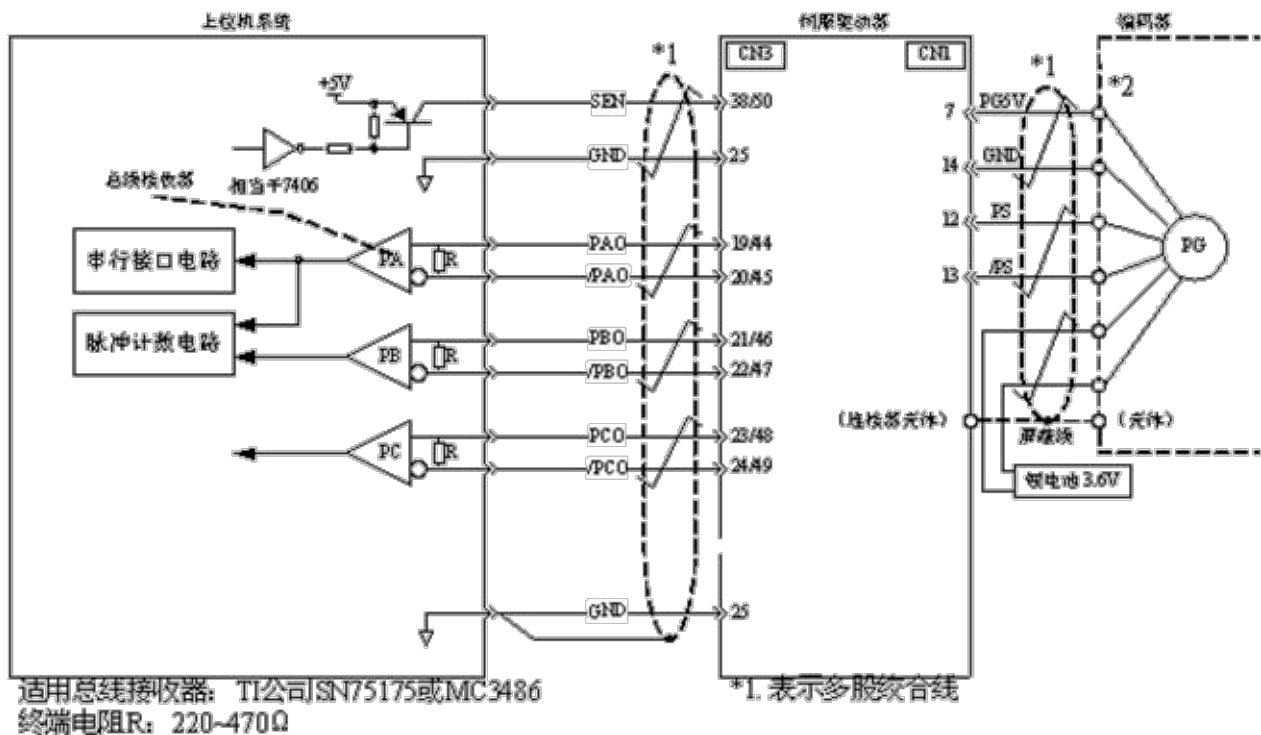 上位机系统
伺服驱动器
编码器
*1
CN3
CN1
*1
*2
+5V
SEN
38/50
7
PG5V
GND
25
14
GND
总线接收器
相当于7406
12
PS
串行接口电路
PA
R
PAO
19/44
PG
/PAO
20/45
13
/PS
脉冲计数电路
PB
R
PBO
21/46
/PBO
22/47
PC
R
PCO
23/48
(连接器壳体)
屏蔽线
(壳体)
/PCO
24/49
锂电池 3.6V
GND
25
适用总线接收器：TI公司SN75175或MC3486
*1. 表示多股绞合线
终端电阻R：220~470Ω